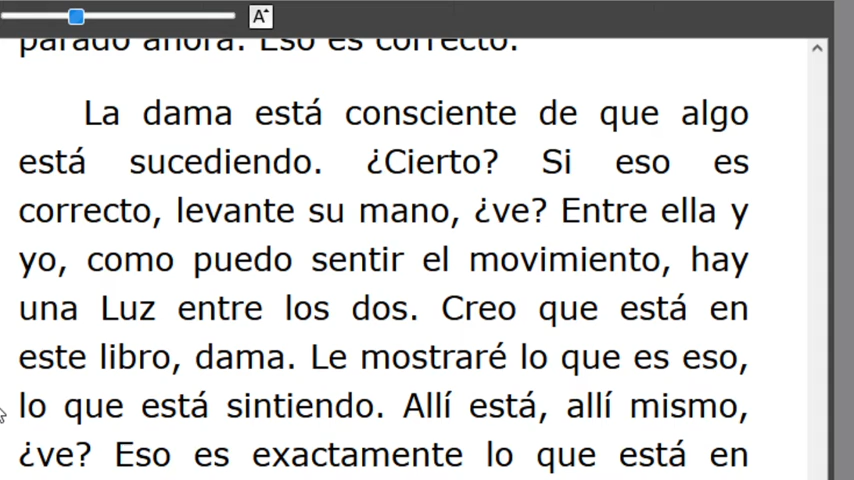 A
parado ahora. Eso es correcto.
La dama está consciente de que algo
está sucediendo. ¿Cierto? Si eso es
correcto, levante su mano, ¿ve? Entre ella y
yo, como puedo sentir el movimiento, hay
una Luz entre los dos. Creo que está en
este libro, dama. Le mostraré lo que es eso,
lo que está sintiendo. Allí está, allí mismo,
¿ve? Eso es exactamente lo que está en